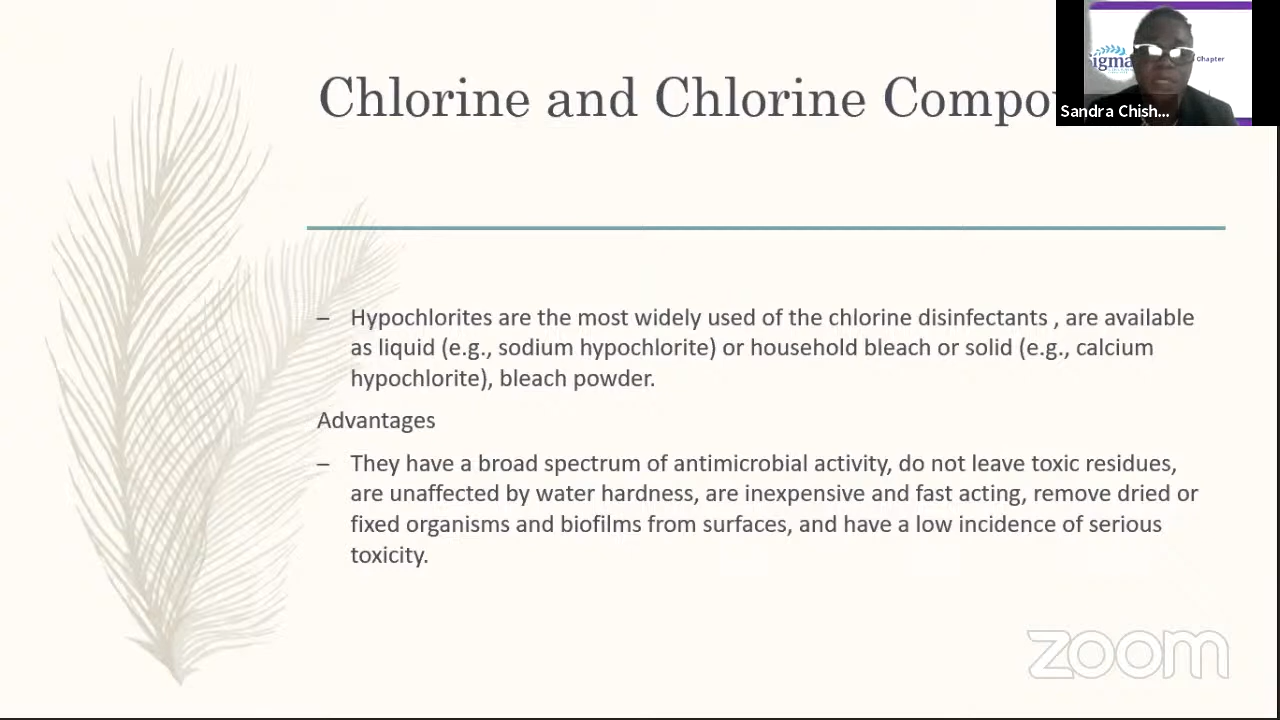 Chlorine and Chlorine
igma
Chapter
Sandra Chish...
– Hypochlorites are the most widely used of the chlorine disinfectants , are available
as liquid (e.g., sodium hypochlorite) or household bleach or solid (e.g., calcium
hypochlorite), bleach powder.
Advantages
– They have a broad spectrum of antimicrobial activity, do not leave toxic residues,
are unaffected by water hardness, are inexpensive and fast acting, remove dried or
fixed organisms and biofilms from surfaces, and have a low incidence of serious
toxicity.
zoom